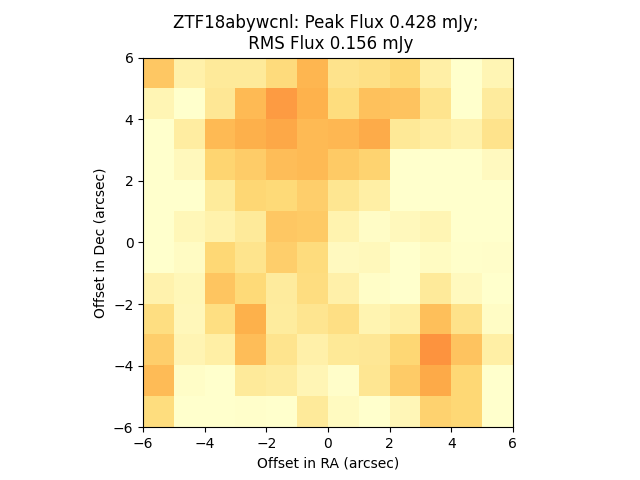 ZTF18abywcnl: Peak Flux 0.428 mJy;
RMS Flux 0.156 mJy
6
4
2
0
−2
−4
−6
Offset in Dec (arcsec)
−6 −4 −2 0 2 4 6
Offset in RA (arcsec)